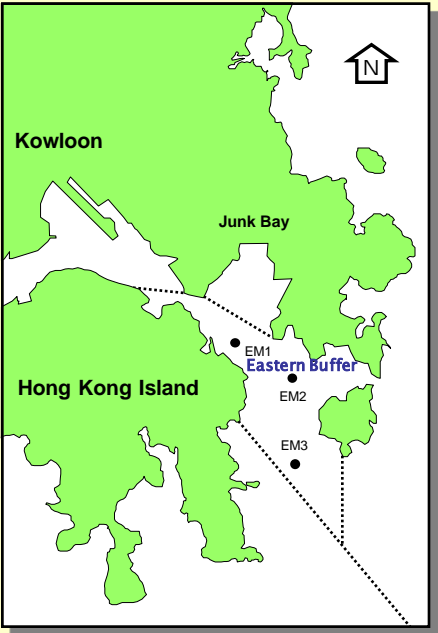 N
Kowloon
Junk Bay
EM1
Eastern Buffer
Hong Kong Island
EM2
EM3